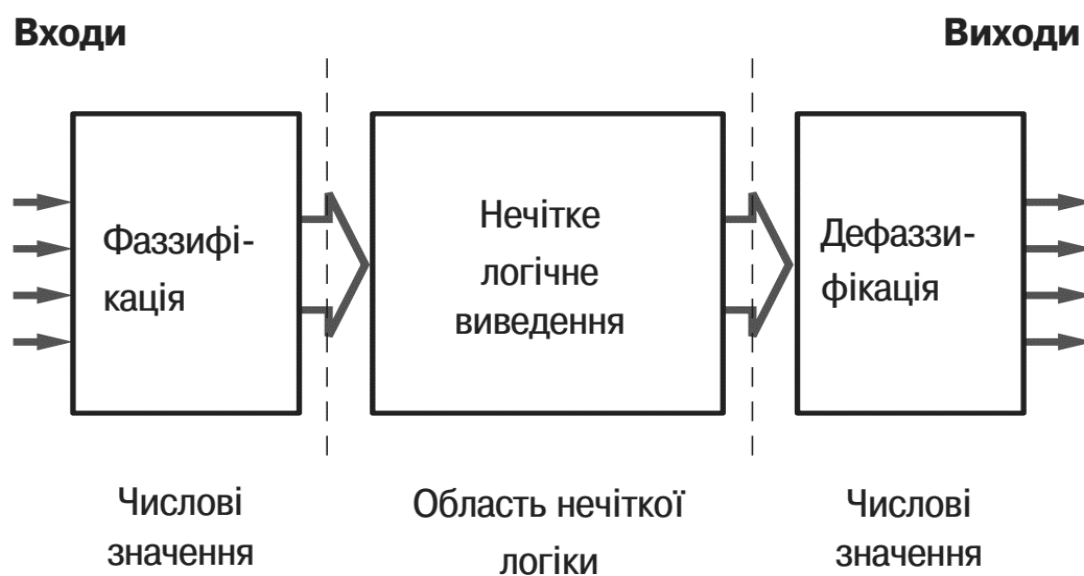 Входи
Виходи
Фаззифі-
кація
Нечітке
логічне
виведення
Дефаззи-
фікація
Числові
значення
Область нечіткої
логіки
Числові
значення